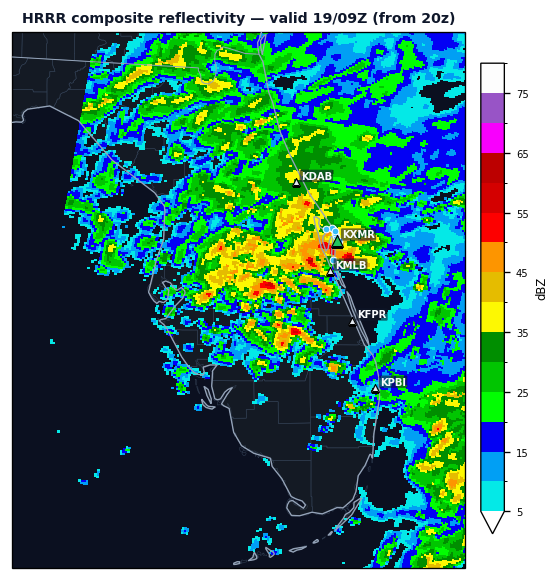 HRRR composite reflectivity — valid 19/09Z (from 20z)
KDAB
KXMR
KMLB
KFPR
KPBI
75
65
55
45
35
25
15
5
dBZ